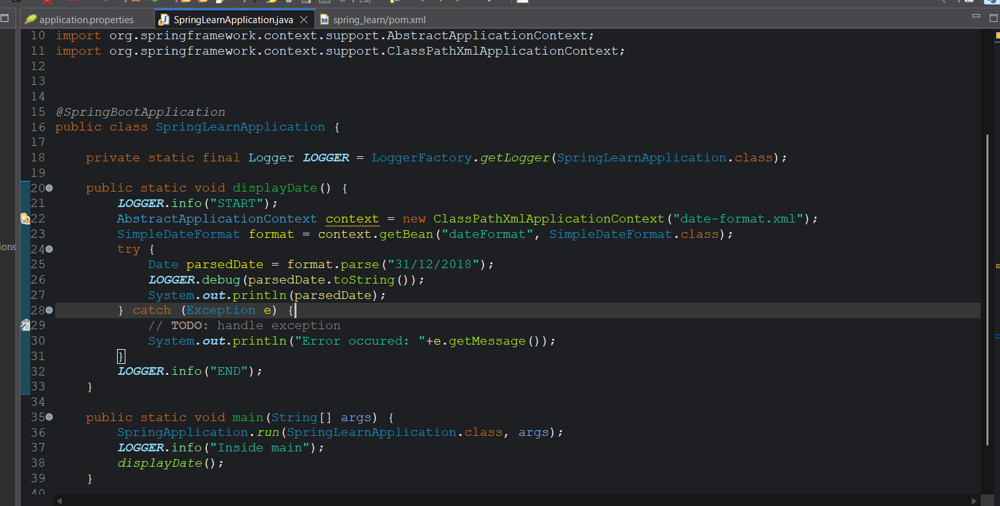 application.properties SpringLearnApplication.java spring_learn/pom.xml
10 import org.springframework.context.support.AbstractApplicationContext;
11 import org.springframework.context.support.ClassPathXmlApplicationContext;
12
13
14
15 @SpringBootApplication
16 public class SpringLearnApplication {
17
18 private static final Logger LOGGER = LoggerFactory.getLogger(SpringLearnApplication.class);
19
20 public static void displayDate() {
21 LOGGER.info("START");
22 AbstractApplicationContext context = new ClassPathXmlApplicationContext("date-format.xml");
23 SimpleDateFormat format = context.getBean("dateFormat", SimpleDateFormat.class);
ions
24 try {
25 Date parsedDate = format.parse("31/12/2018");
26 LOGGER.debug(parsedDate.toString());
27 System.out.println(parsedDate);
28 } catch (Exception e) {
29 // TODO: handle exception
30 System.out.println("Error occured: "+e.getMessage());
31 }
32 LOGGER.info("END");
33 }
34
35 public static void main(String[] args) {
36 SpringApplication.run(SpringLearnApplication.class, args);
37 LOGGER.info("Inside main");
38 displayDate();
39 }
40